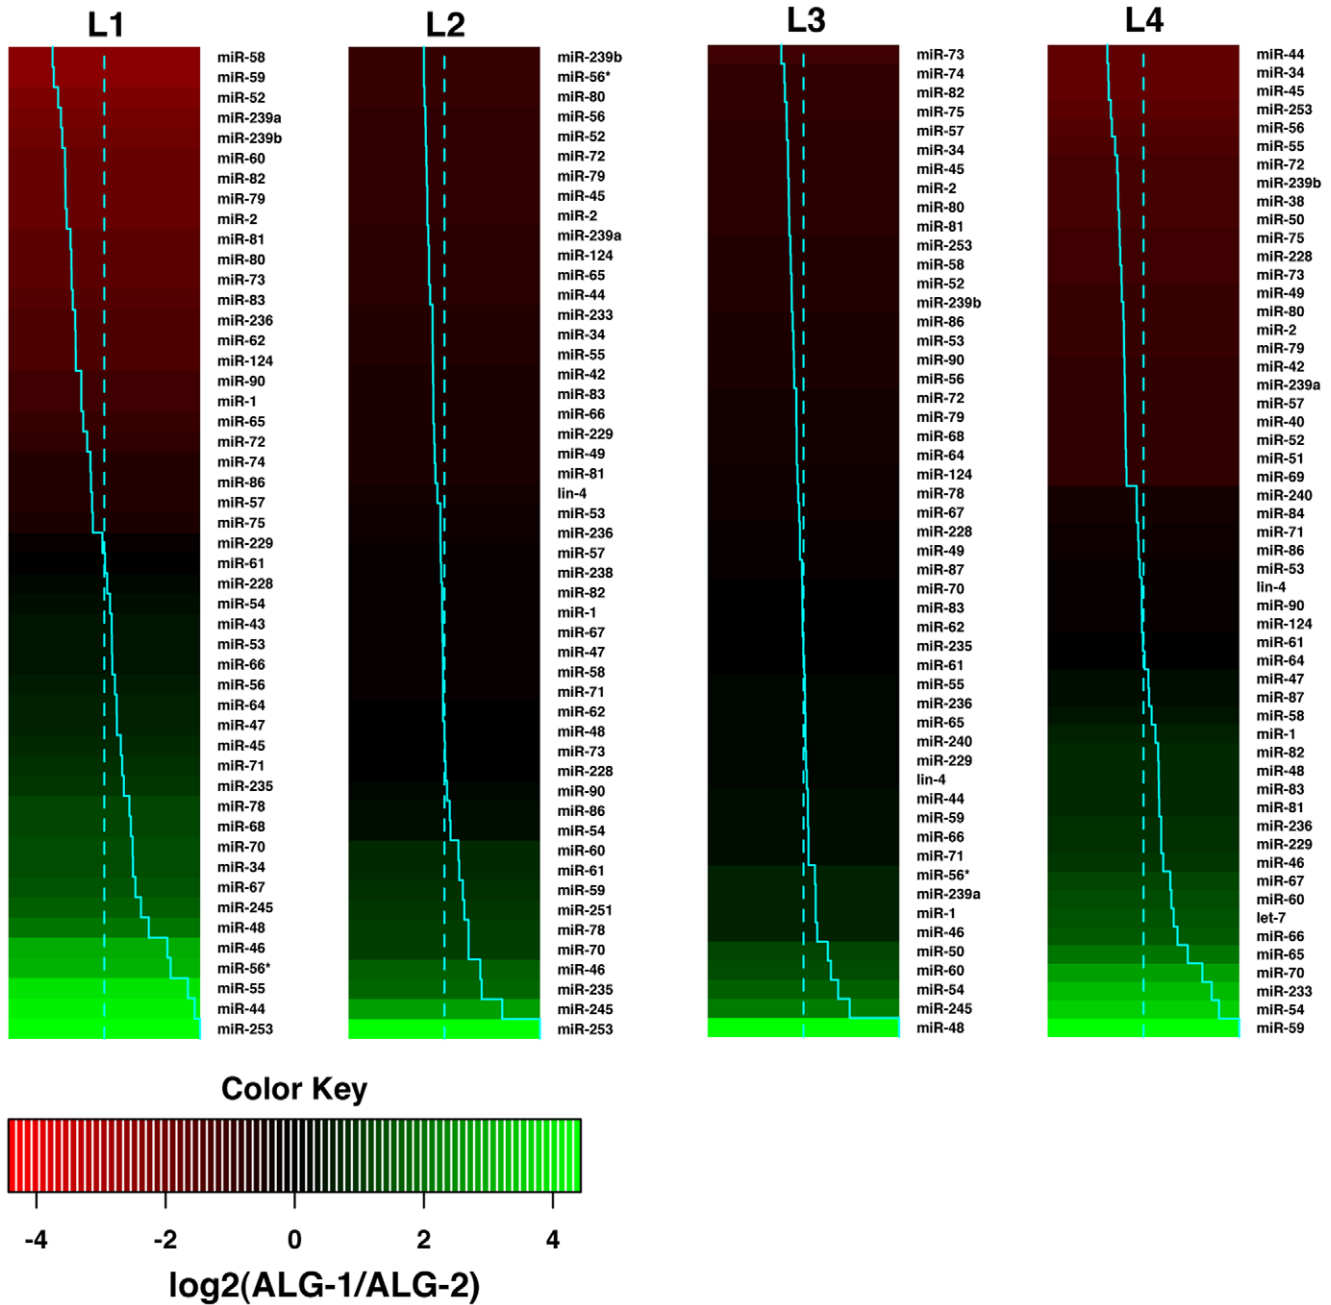 L1
miR-58
miR-59
miR-52
miR-239a
miR-239b
miR-60
miR-82
miR-79
miR-2
miR-81
miR-80
miR-73
miR-83
miR-236
miR-62
miR-124
miR-90
miR-1
miR-65
miR-72
miR-74
miR-86
miR-57
miR-75
miR-229
miR-61
miR-228
miR-54
miR-43
miR-53
miR-66
miR-56
miR-64
miR-47
miR-45
miR-71
miR-235
miR-78
miR-68
miR-70
miR-34
miR-67
miR-245
miR-48
miR-46
miR-56*
miR-55
miR-44
miR-253
L2
miR-239b
miR-56*
miR-80
miR-56
miR-52
miR-72
miR-79
miR-45
miR-2
miR-239a
miR-124
miR-65
miR-44
miR-233
miR-34
miR-55
miR-42
miR-83
miR-66
miR-229
miR-49
miR-81
lin-4
miR-53
miR-236
miR-57
miR-238
miR-82
miR-1
miR-67
miR-47
miR-58
miR-71
miR-62
miR-48
miR-73
miR-228
miR-90
miR-86
miR-54
miR-60
miR-61
miR-59
miR-251
miR-78
miR-70
miR-46
miR-235
miR-245
miR-253
L3
miR-73
miR-74
miR-82
miR-75
miR-57
miR-34
miR-45
miR-2
miR-80
miR-81
miR-253
miR-58
miR-52
miR-239b
miR-86
miR-53
miR-90
miR-56
miR-72
miR-79
miR-68
miR-64
miR-124
miR-78
miR-67
miR-228
miR-49
miR-87
miR-70
miR-83
miR-62
miR-235
miR-61
miR-55
miR-236
miR-65
miR-240
miR-229
lin-4
miR-44
miR-59
miR-66
miR-71
miR-56*
miR-239a
miR-1
miR-46
miR-50
miR-60
miR-54
miR-245
miR-48
L4
miR-44
miR-34
miR-45
miR-253
miR-56
miR-55
miR-72
miR-239b
miR-38
miR-50
miR-75
miR-228
miR-73
miR-49
miR-80
miR-2
miR-79
miR-42
miR-239a
miR-57
miR-40
miR-52
miR-51
miR-69
miR-240
miR-84
miR-71
miR-86
miR-53
lin-4
miR-90
miR-124
miR-61
miR-64
miR-47
miR-87
miR-58
miR-1
miR-82
miR-48
miR-83
miR-81
miR-236
miR-229
miR-46
miR-67
miR-60
let-7
miR-66
miR-65
miR-70
miR-233
miR-54
miR-59
Color Key
-4 -2 0 2 4
log2(ALG-1/ALG-2)